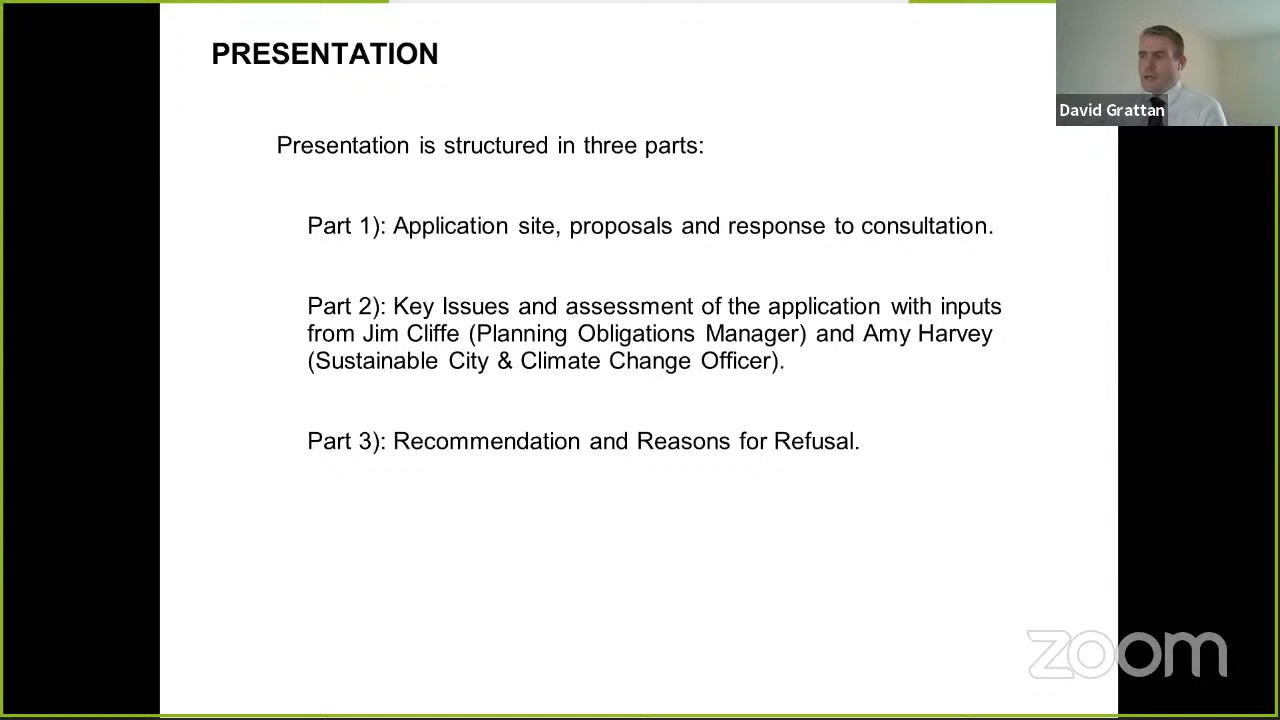 PRESENTATION
David Grattan
Presentation is structured in three parts:
Part 1): Application site, proposals and response to consultation.
Part 2): Key Issues and assessment of the application with inputs
from Jim Cliffe (Planning Obligations Manager) and Amy Harvey
(Sustainable City & Climate Change Officer).
Part 3): Recommendation and Reasons for Refusal.
zoom